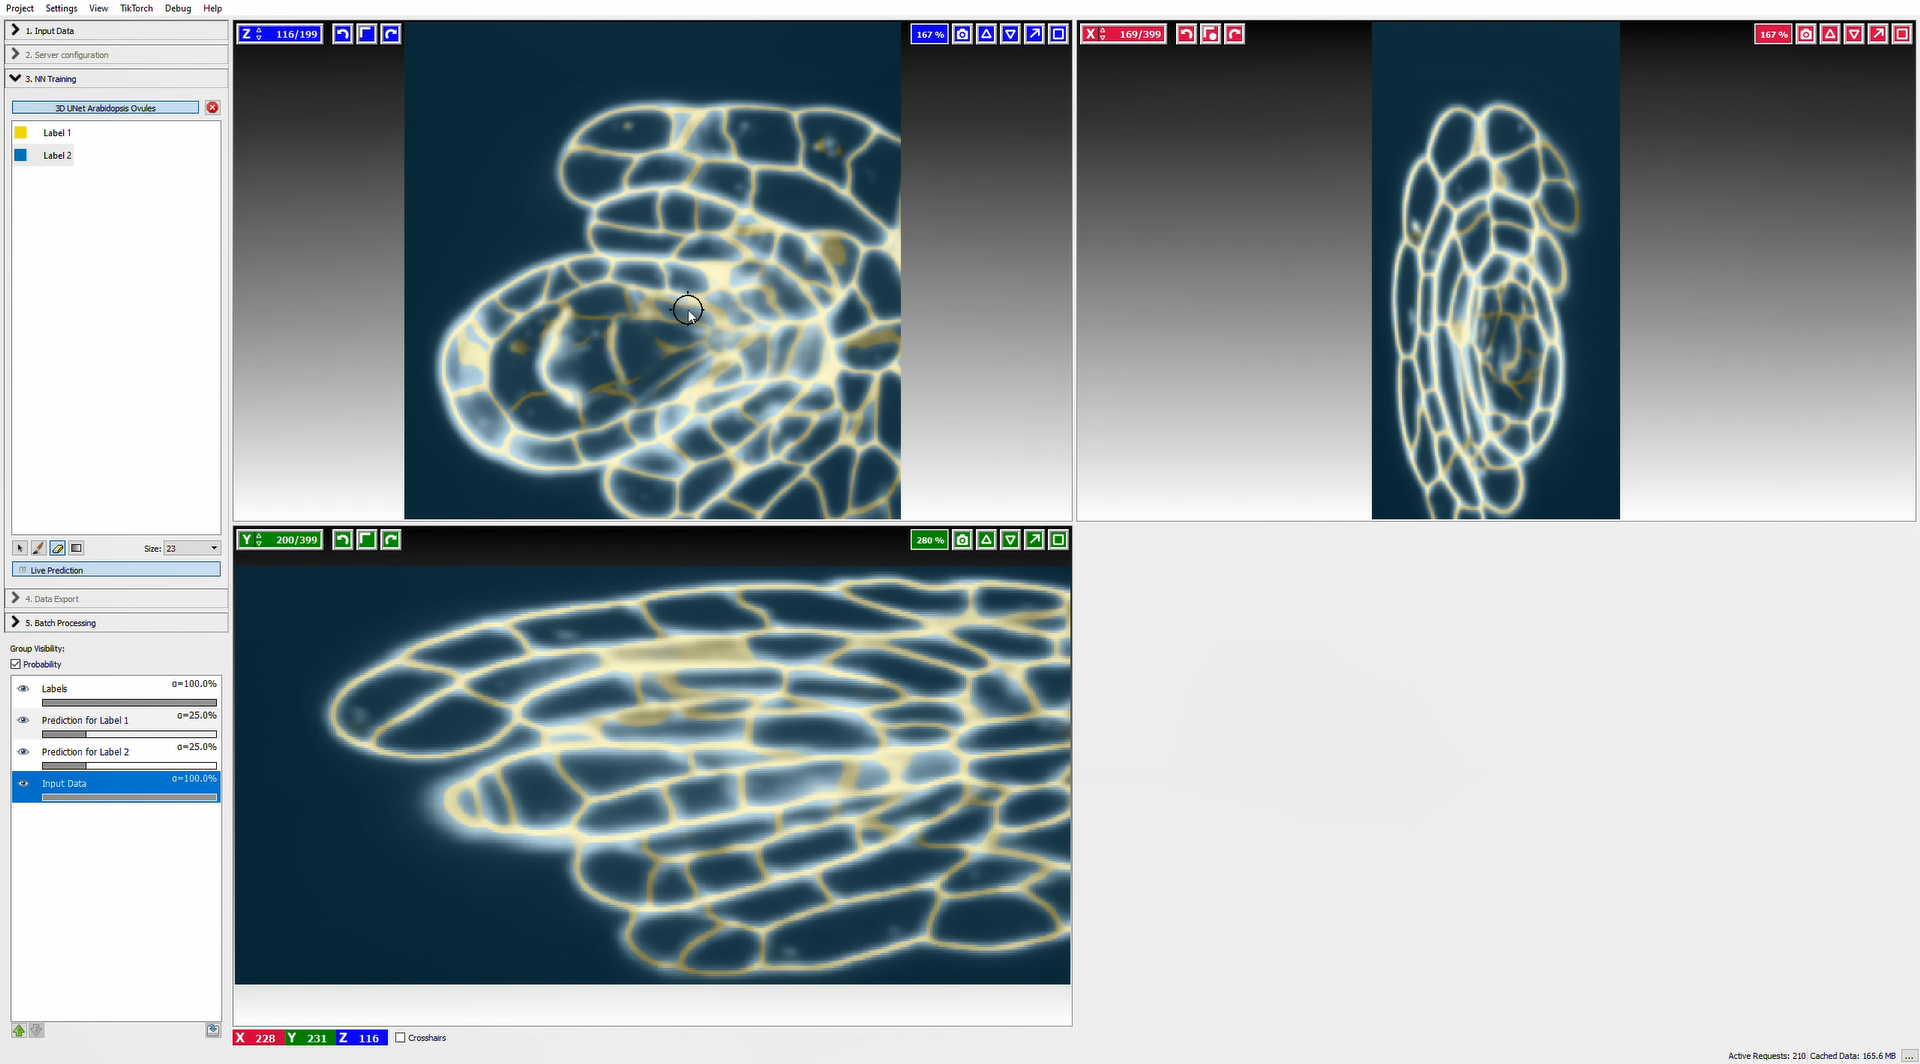 Project Settings View TikTorch Debug Help
1. Input Data
2. Server configuration
3. NN Training
3D UNet Arabidopsis Ovules
Label 1
Label 2
Size: 23
Live Prediction
4. Data Export
5. Batch Processing
Group Visibility:
Probability
Labels α=100.0%
Prediction for Label 1 α=25.0%
Prediction for Label 2 α=25.0%
Input Data α=100.0%
Z 116/199 167 %
X 169/399 167 %
Y 200/399 280 %
X 228 Y 231 Z 116 Crosshairs
Active Requests: 210 Cached Data: 165.6 MB ...